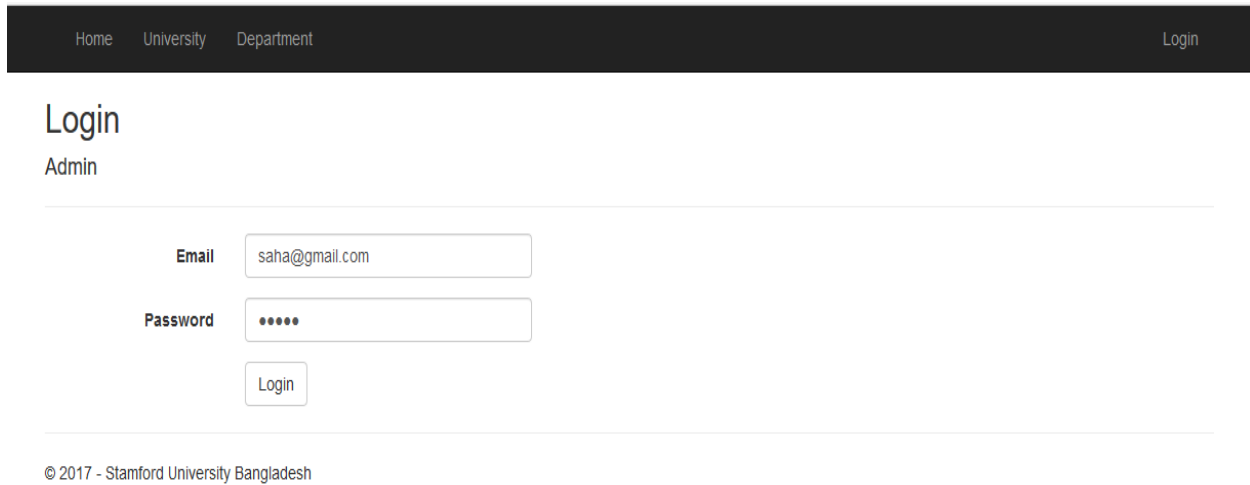 Home University Department Login
Login
Admin
Email saha@gmail.com
Password •••••
Login
© 2017 - Stamford University Bangladesh